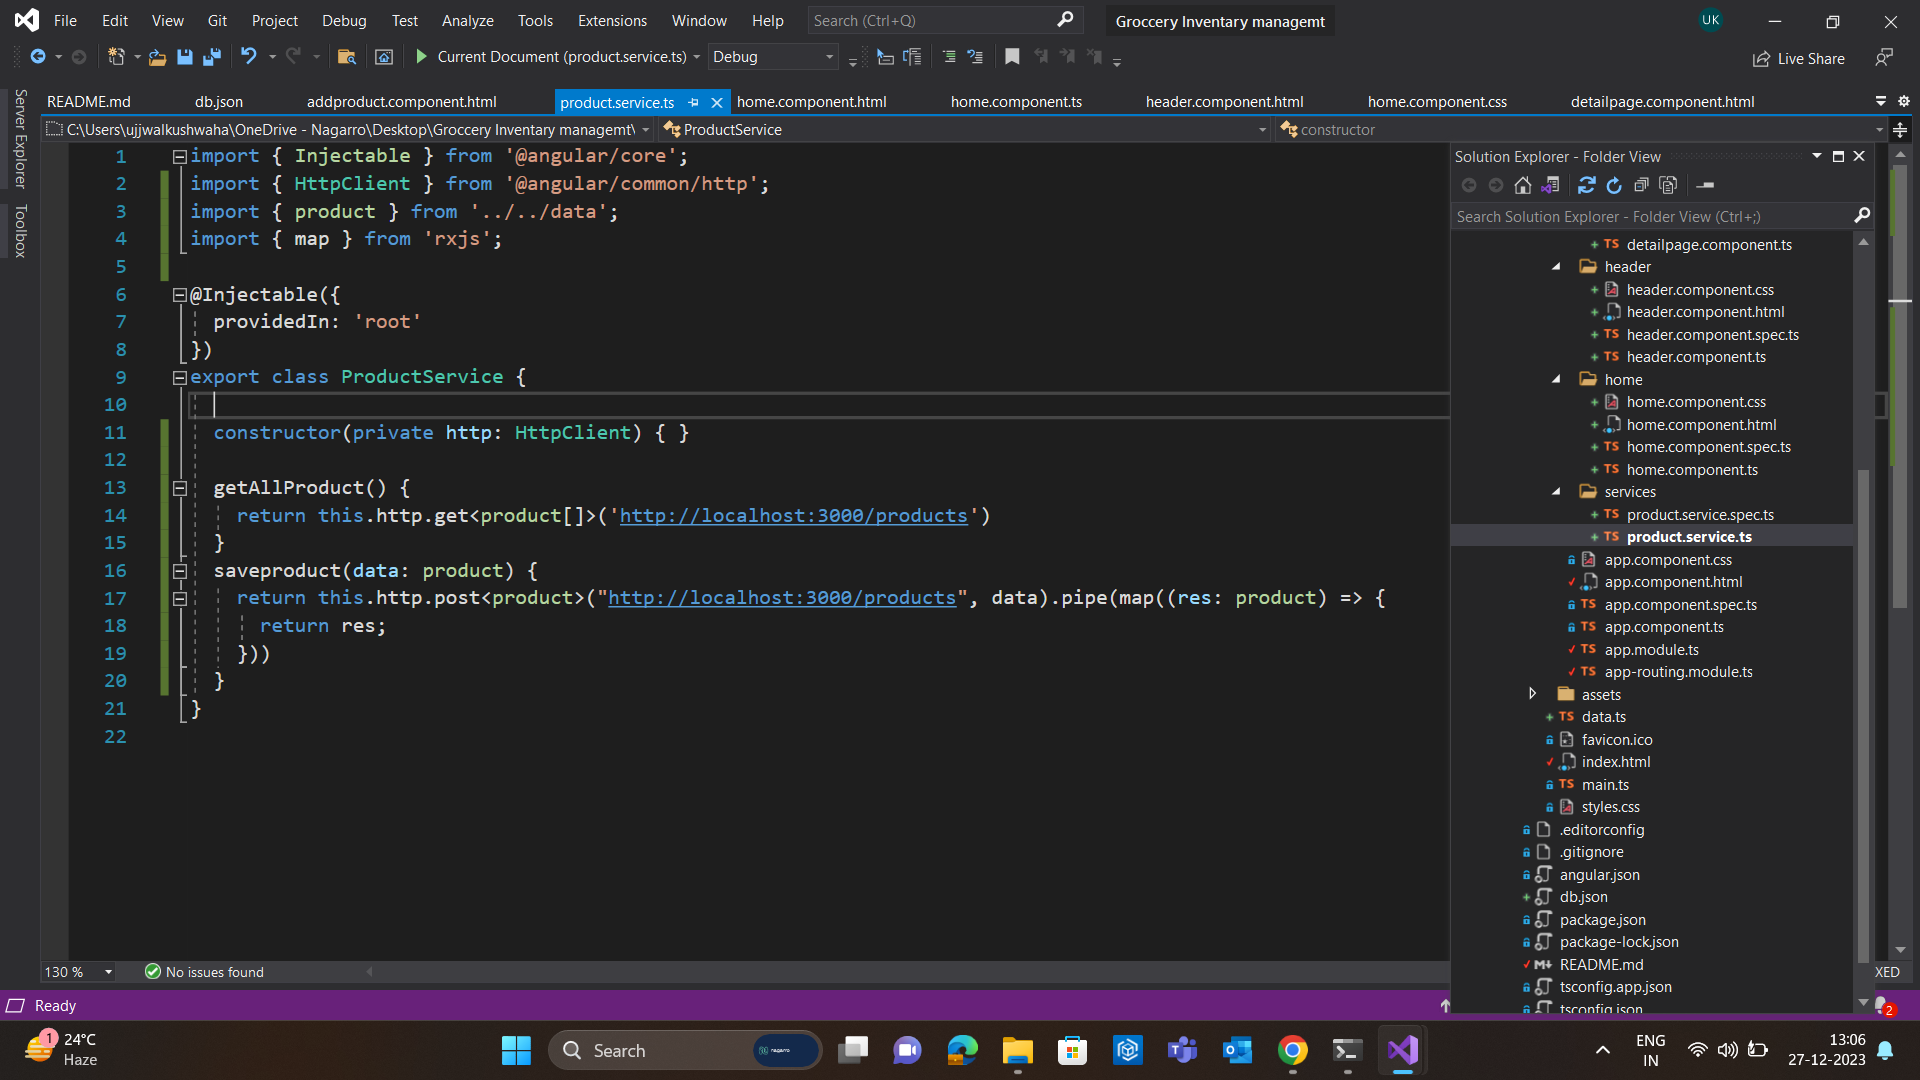 File Edit View Git Project Debug Test Analyze Tools Extensions Window Help Search (Ctrl+Q) Groccery Inventary managemt UK
Current Document (product.service.ts) Debug Live Share
README.md db.json addproduct.component.html product.service.ts home.component.html home.component.ts header.component.html home.component.css detailpage.component.html
C:\Users\ujjwalkushwaha\OneDrive - Nagarro\Desktop\Groccery Inventary managemt\ ProductService constructor
Server Explorer
Toolbox
1 import { Injectable } from '@angular/core';
2 import { HttpClient } from '@angular/common/http';
3 import { product } from '../../data';
4 import { map } from 'rxjs';
5
6 @Injectable({
7 providedIn: 'root'
8 })
9 export class ProductService {
10
11 constructor(private http: HttpClient) { }
12
13 getAllProduct() {
14 return this.http.get<product[]>('http://localhost:3000/products')
15 }
16 saveproduct(data: product) {
17 return this.http.post<product>("http://localhost:3000/products", data).pipe(map((res: product) => {
18 return res;
19 }))
20 }
21 }
22
Solution Explorer - Folder View
Search Solution Explorer - Folder View (Ctrl+;)
TS detailpage.component.ts
header
header.component.css
header.component.html
TS header.component.spec.ts
TS header.component.ts
home
home.component.css
home.component.html
TS home.component.spec.ts
TS home.component.ts
services
TS product.service.spec.ts
TS product.service.ts
app.component.css
app.component.html
TS app.component.spec.ts
TS app.component.ts
TS app.module.ts
TS app-routing.module.ts
assets
TS data.ts
favicon.ico
index.html
TS main.ts
styles.css
.editorconfig
.gitignore
angular.json
db.json
package.json
package-lock.json
M README.md
tsconfig.app.json
tsconfig.json
130 % No issues found XED
Ready 2
1 24°C
Haze
Search nagarro
ENG
IN
13:06
27-12-2023